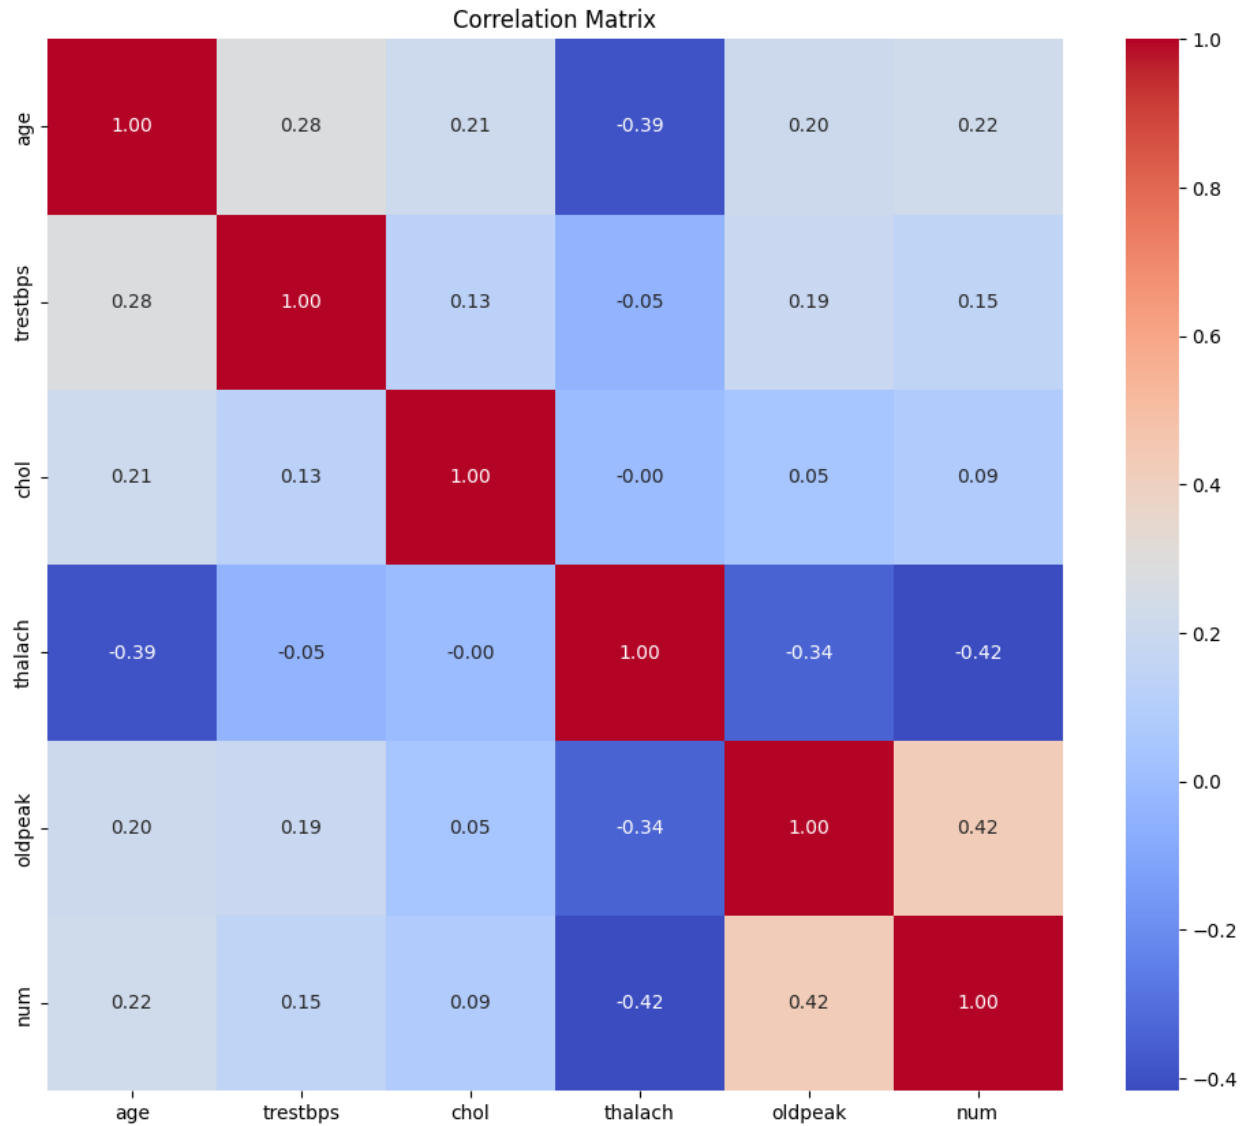 Correlation Matrix
age 1.00 0.28 0.21 -0.39 0.20 0.22
trestbps 0.28 1.00 0.13 -0.05 0.19 0.15
chol 0.21 0.13 1.00 -0.00 0.05 0.09
thalach -0.39 -0.05 -0.00 1.00 -0.34 -0.42
oldpeak 0.20 0.19 0.05 -0.34 1.00 0.42
num 0.22 0.15 0.09 -0.42 0.42 1.00
age trestbps chol thalach oldpeak num
1.0
0.8
0.6
0.4
0.2
0.0
−0.2
−0.4